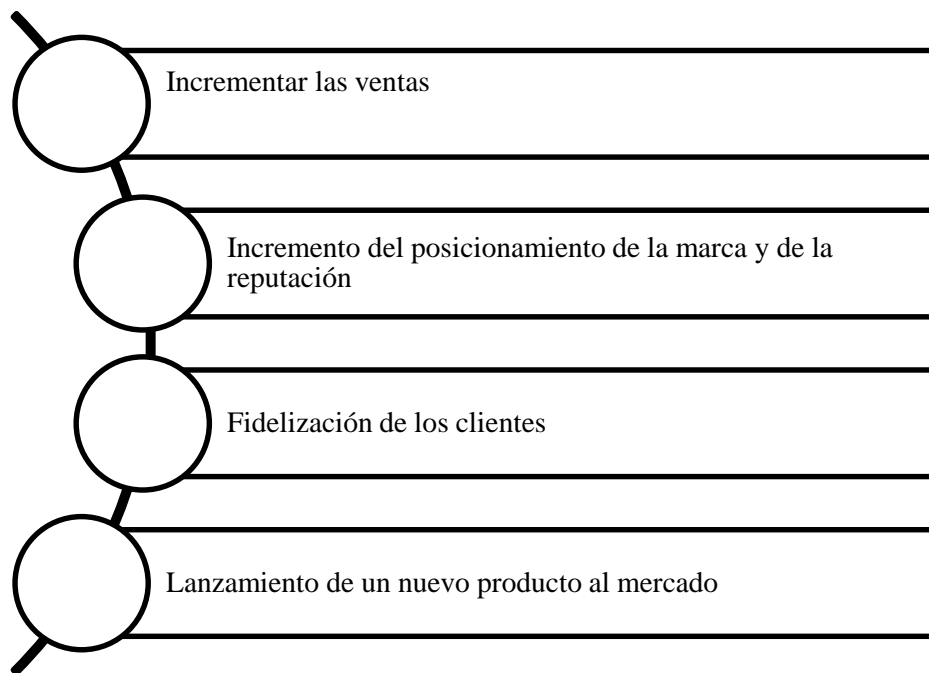 Incrementar las ventas
Incremento del posicionamiento de la marca y de la
reputación
Fidelización de los clientes
Lanzamiento de un nuevo producto al mercado